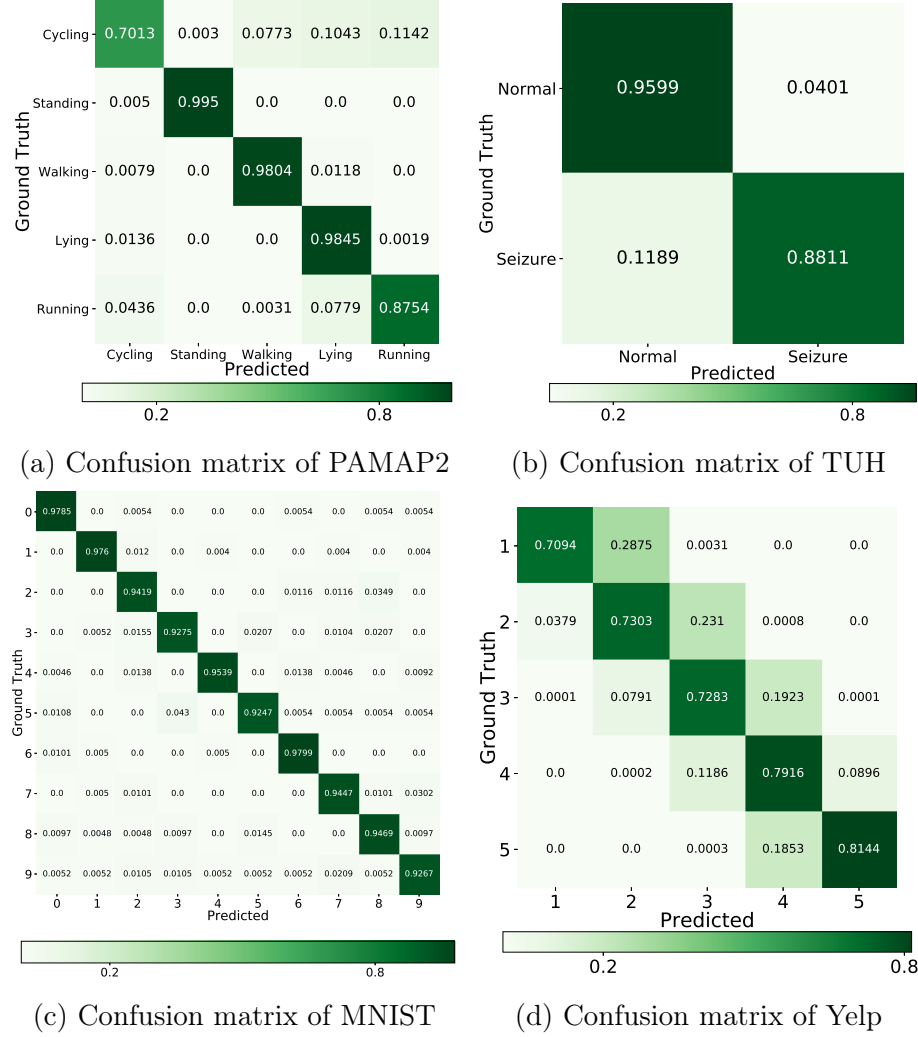 Ground Truth
Cycling 0.7013 0.003 0.0773 0.1043 0.1142
Standing 0.005 0.995 0.0 0.0 0.0
Walking 0.0079 0.0 0.9804 0.0118 0.0
Lying 0.0136 0.0 0.0 0.9845 0.0019
Running 0.0436 0.0 0.0031 0.0779 0.8754
Cycling Standing Walking Lying Running
Predicted
0.2 0.8
(a) Confusion matrix of PAMAP2
Ground Truth
Normal 0.9599 0.0401
Seizure 0.1189 0.8811
Normal Seizure
Predicted
0.2 0.8
(b) Confusion matrix of TUH
Ground Truth
0 0.9785 0.0 0.0054 0.0 0.0 0.0 0.0054 0.0 0.0054 0.0054
1 0.0 0.976 0.012 0.0 0.004 0.0 0.0 0.004 0.0 0.004
2 0.0 0.0 0.9419 0.0 0.0 0.0 0.0116 0.0116 0.0349 0.0
3 0.0 0.0052 0.0155 0.9275 0.0 0.0207 0.0 0.0104 0.0207 0.0
4 0.0046 0.0 0.0138 0.0 0.9539 0.0 0.0138 0.0046 0.0 0.0092
5 0.0108 0.0 0.0 0.043 0.0 0.9247 0.0054 0.0054 0.0054 0.0054
6 0.0101 0.005 0.0 0.0 0.005 0.0 0.9799 0.0 0.0 0.0
7 0.0 0.005 0.0101 0.0 0.0 0.0 0.0 0.9447 0.0101 0.0302
8 0.0097 0.0048 0.0048 0.0097 0.0 0.0145 0.0 0.0 0.9469 0.0097
9 0.0052 0.0052 0.0105 0.0105 0.0052 0.0052 0.0052 0.0209 0.0052 0.9267
0 1 2 3 4 5 6 7 8 9
Predicted
0.2 0.8
(c) Confusion matrix of MNIST
Ground Truth
1 0.7094 0.2875 0.0031 0.0 0.0
2 0.0379 0.7303 0.231 0.0008 0.0
3 0.0001 0.0791 0.7283 0.1923 0.0001
4 0.0 0.0002 0.1186 0.7916 0.0896
5 0.0 0.0 0.0003 0.1853 0.8144
1 2 3 4 5
Predicted
0.2 0.8
(d) Confusion matrix of Yelp